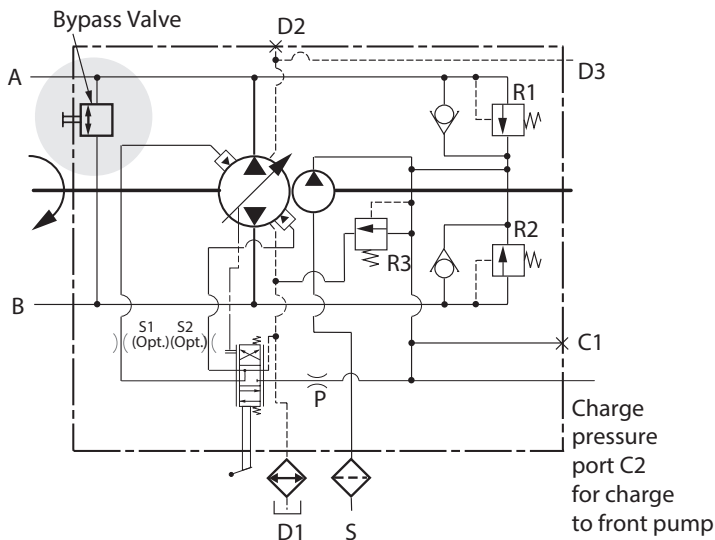 Bypass Valve
D2
A
D3
R1
R2
R3
B
S1 S2
(Opt.) (Opt.)
C1
P
Charge
pressure
port C2
for charge
to front pump
D1
S